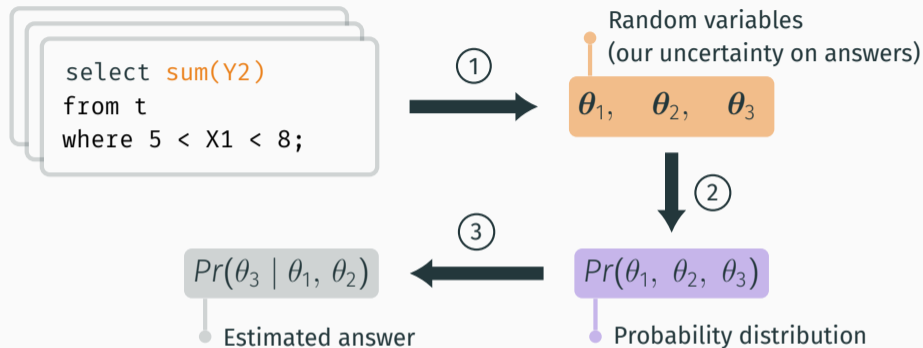 Random variables
(our uncertainty on answers)
select sum(Y2)
from t
where 5 < X1 < 8;
1
θ1, θ2, θ3
2
3
Pr(θ3 | θ1, θ2)
Pr(θ1, θ2, θ3)
Estimated answer
Probability distribution